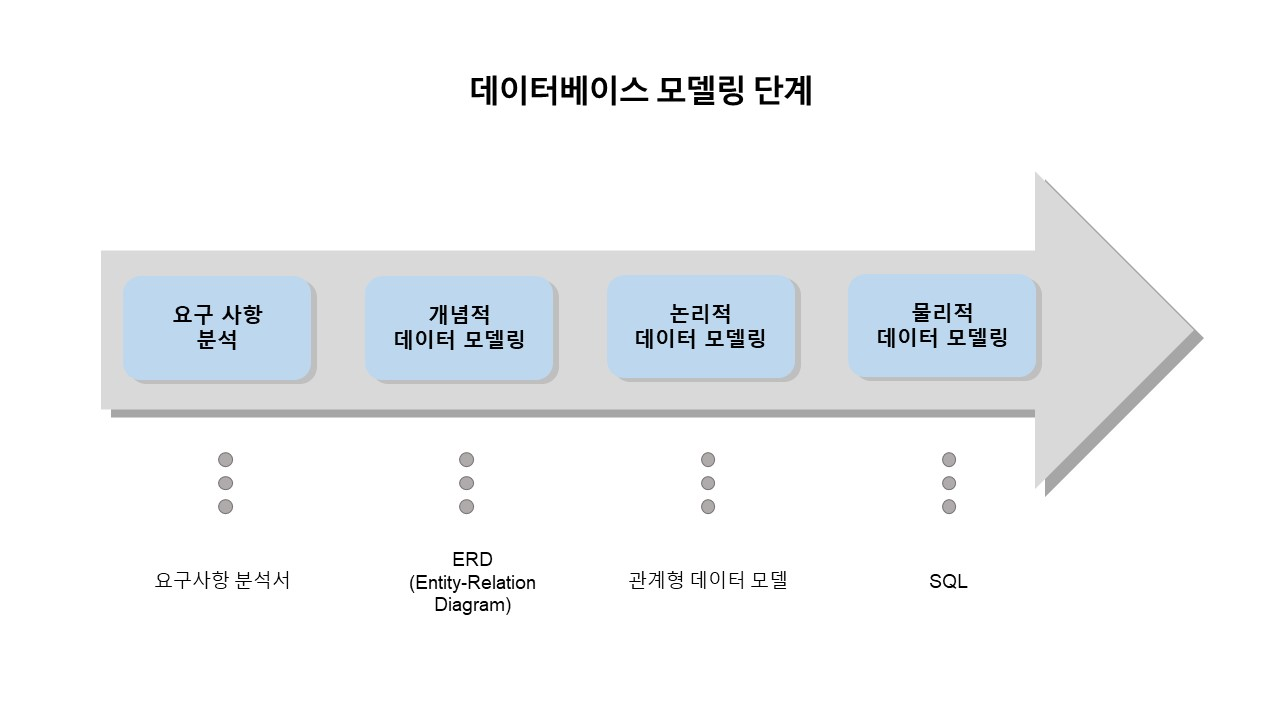 데이터베이스 모델링 단계
요구 사항
분석
개념적
데이터 모델링
논리적
데이터 모델링
물리적
데이터 모델링
요구사항 분석서
ERD
(Entity-Relation
Diagram)
관계형 데이터 모델
SQL